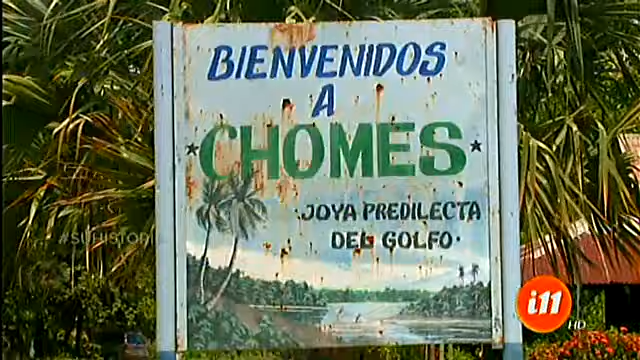 BIENVENIDOS
A
★CHOMES★
·JOYA PREDILECTA
DEL GOLFO·
i11
HD